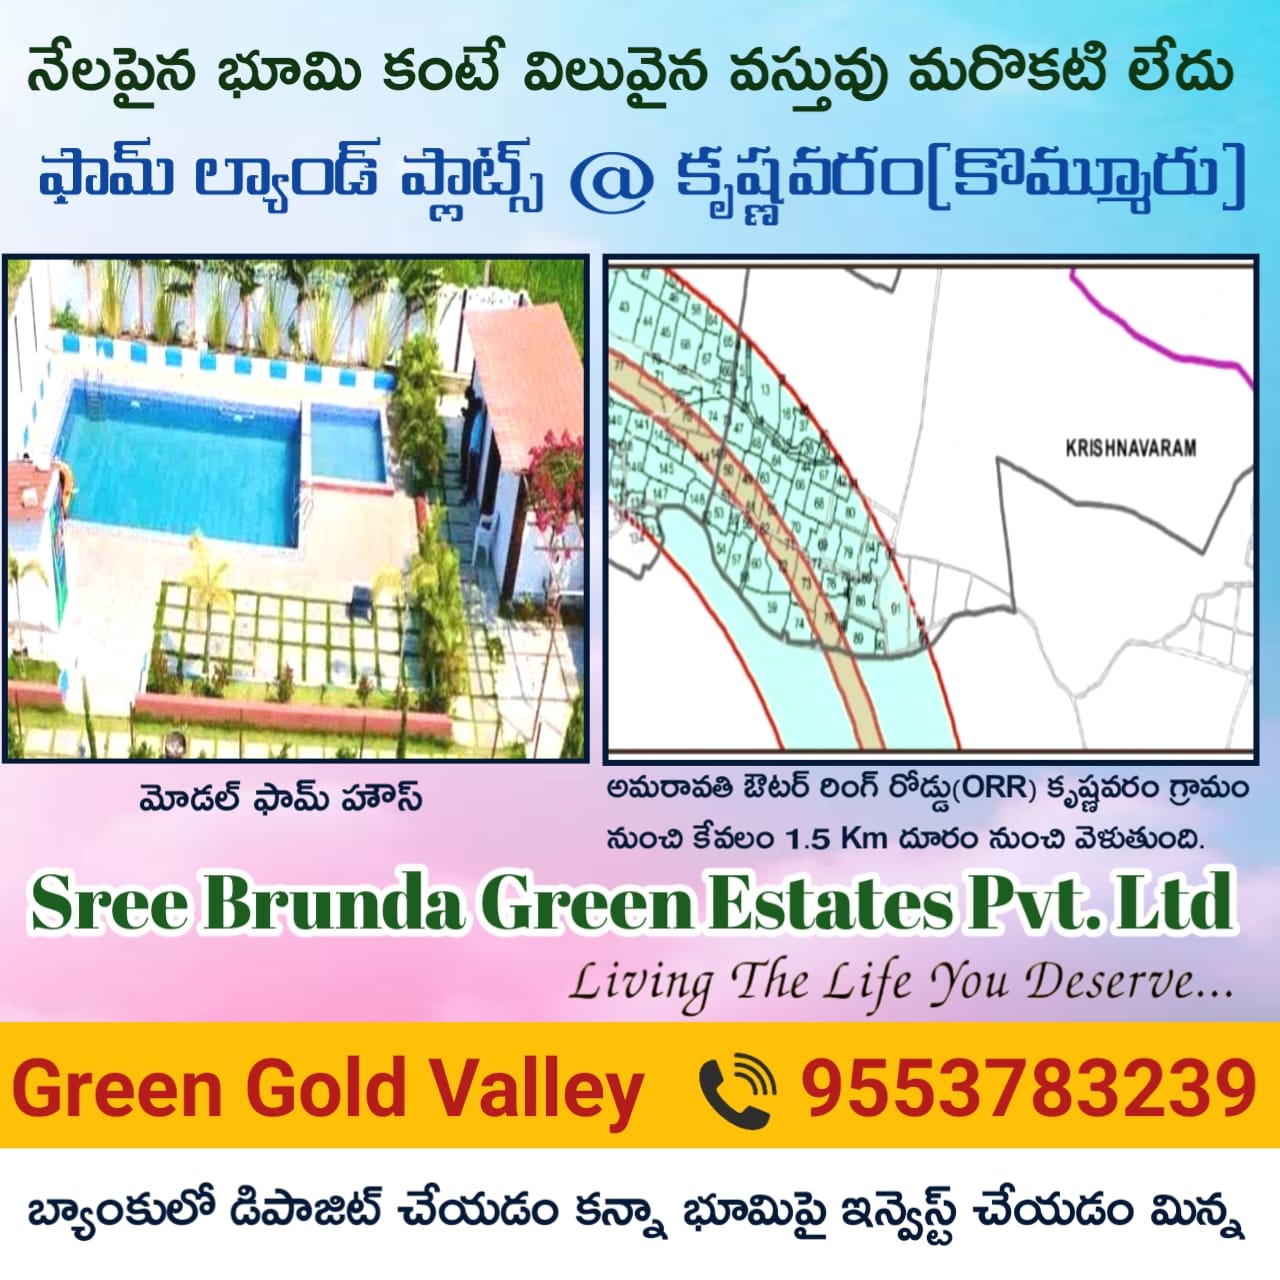 నేలపైన భూమి కంటే విలువైన వస్తువు మరొకటి లేదు
ఫామ్ ల్యాండ్ ప్లాట్స్ @ కృష్ణవరం[కొమ్మూరు]
KRISHNAVARAM
మోడల్ ఫామ్ హౌస్
అమరావతి ఔటర్ రింగ్ రోడ్డు(ORR) కృష్ణవరం గ్రామం
నుంచి కేవలం 1.5 Km దూరం నుంచి వెళుతుంది.
Sree Brunda Green Estates Pvt. Ltd
Living The Life You Deserve...
Green Gold Valley 9553783239
బ్యాంకులో డిపాజిట్ చేయడం కన్నా భూమిపై ఇన్వెస్ట్ చేయడం మిన్న